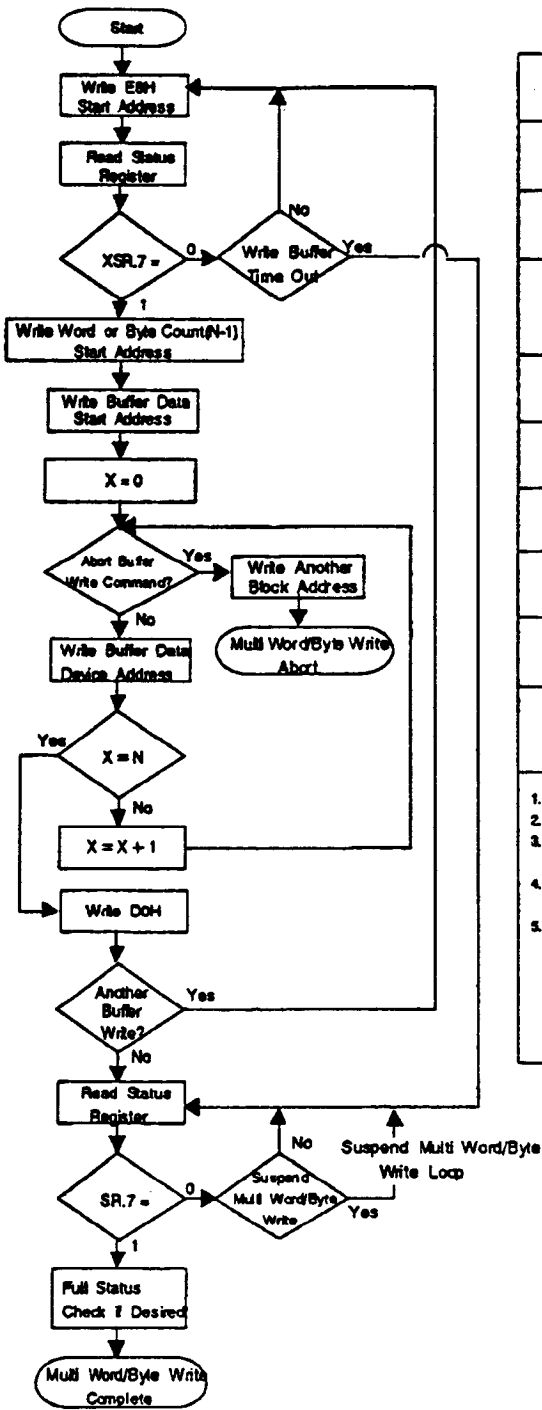 Start
Write E8H
Start Address
Read Status
Register
XSR.7 =
0
1
Write Buffer
Time Out
No
Yes
Write Word or Byte Count(N-1)
Start Address
Write Buffer Data
Start Address
X = 0
Abort Buffer
Write Command?
Yes
No
Write Another
Block Address
Multi Word/Byte Write
Abort
Write Buffer Data
Device Address
X = N
Yes
No
X = X + 1
Write D0H
Another
Buffer
Write?
Yes
No
Read Status
Register
SR.7 =
0
1
Suspend
Multi Word/Byte
Write
No
Yes
Suspend Multi Word/Byte
Write Loop
Full Status
Check if Desired
Multi Word/Byte Write
Complete
1.
2.
3.
4.
5.